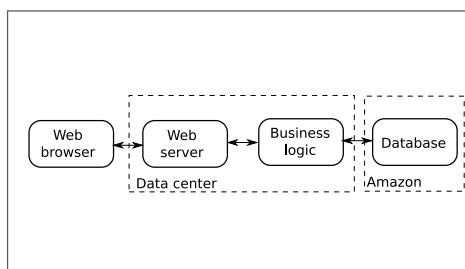 Web
browser
Web
server
Business
logic
Database
Data center
Amazon